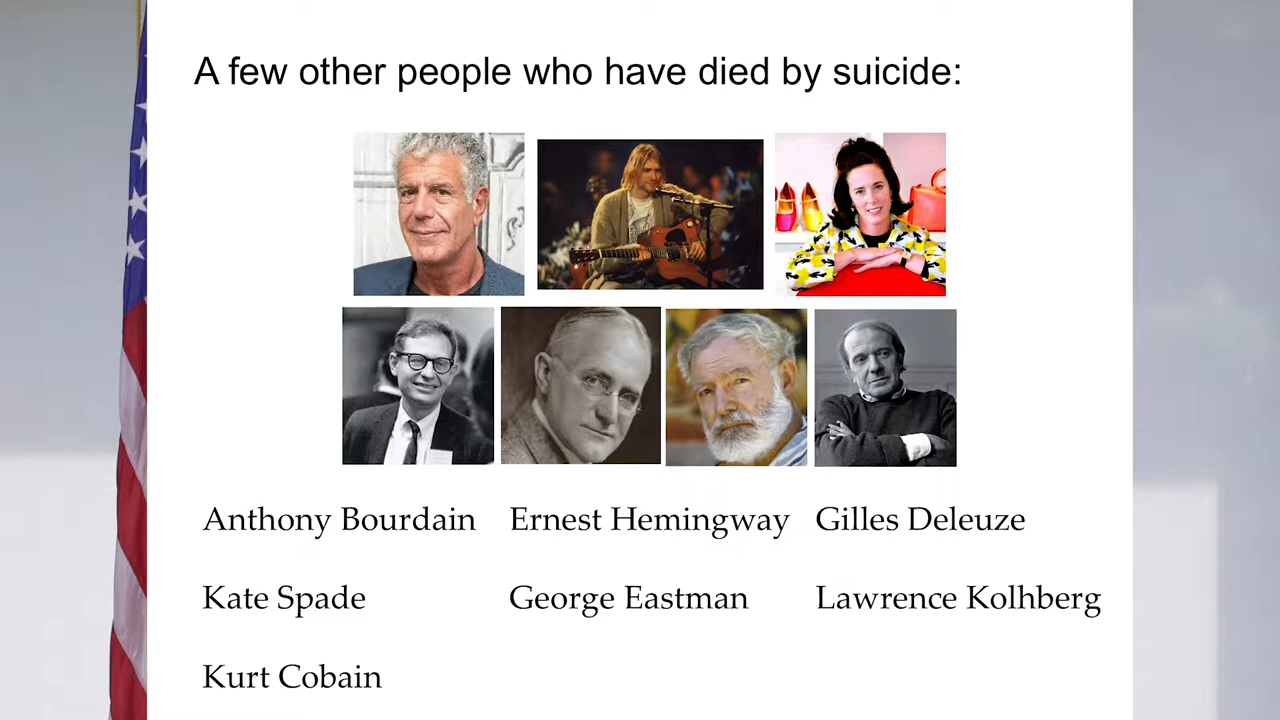 A few other people who have died by suicide:
Anthony Bourdain Ernest Hemingway Gilles Deleuze
Kate Spade George Eastman Lawrence Kolhberg
Kurt Cobain